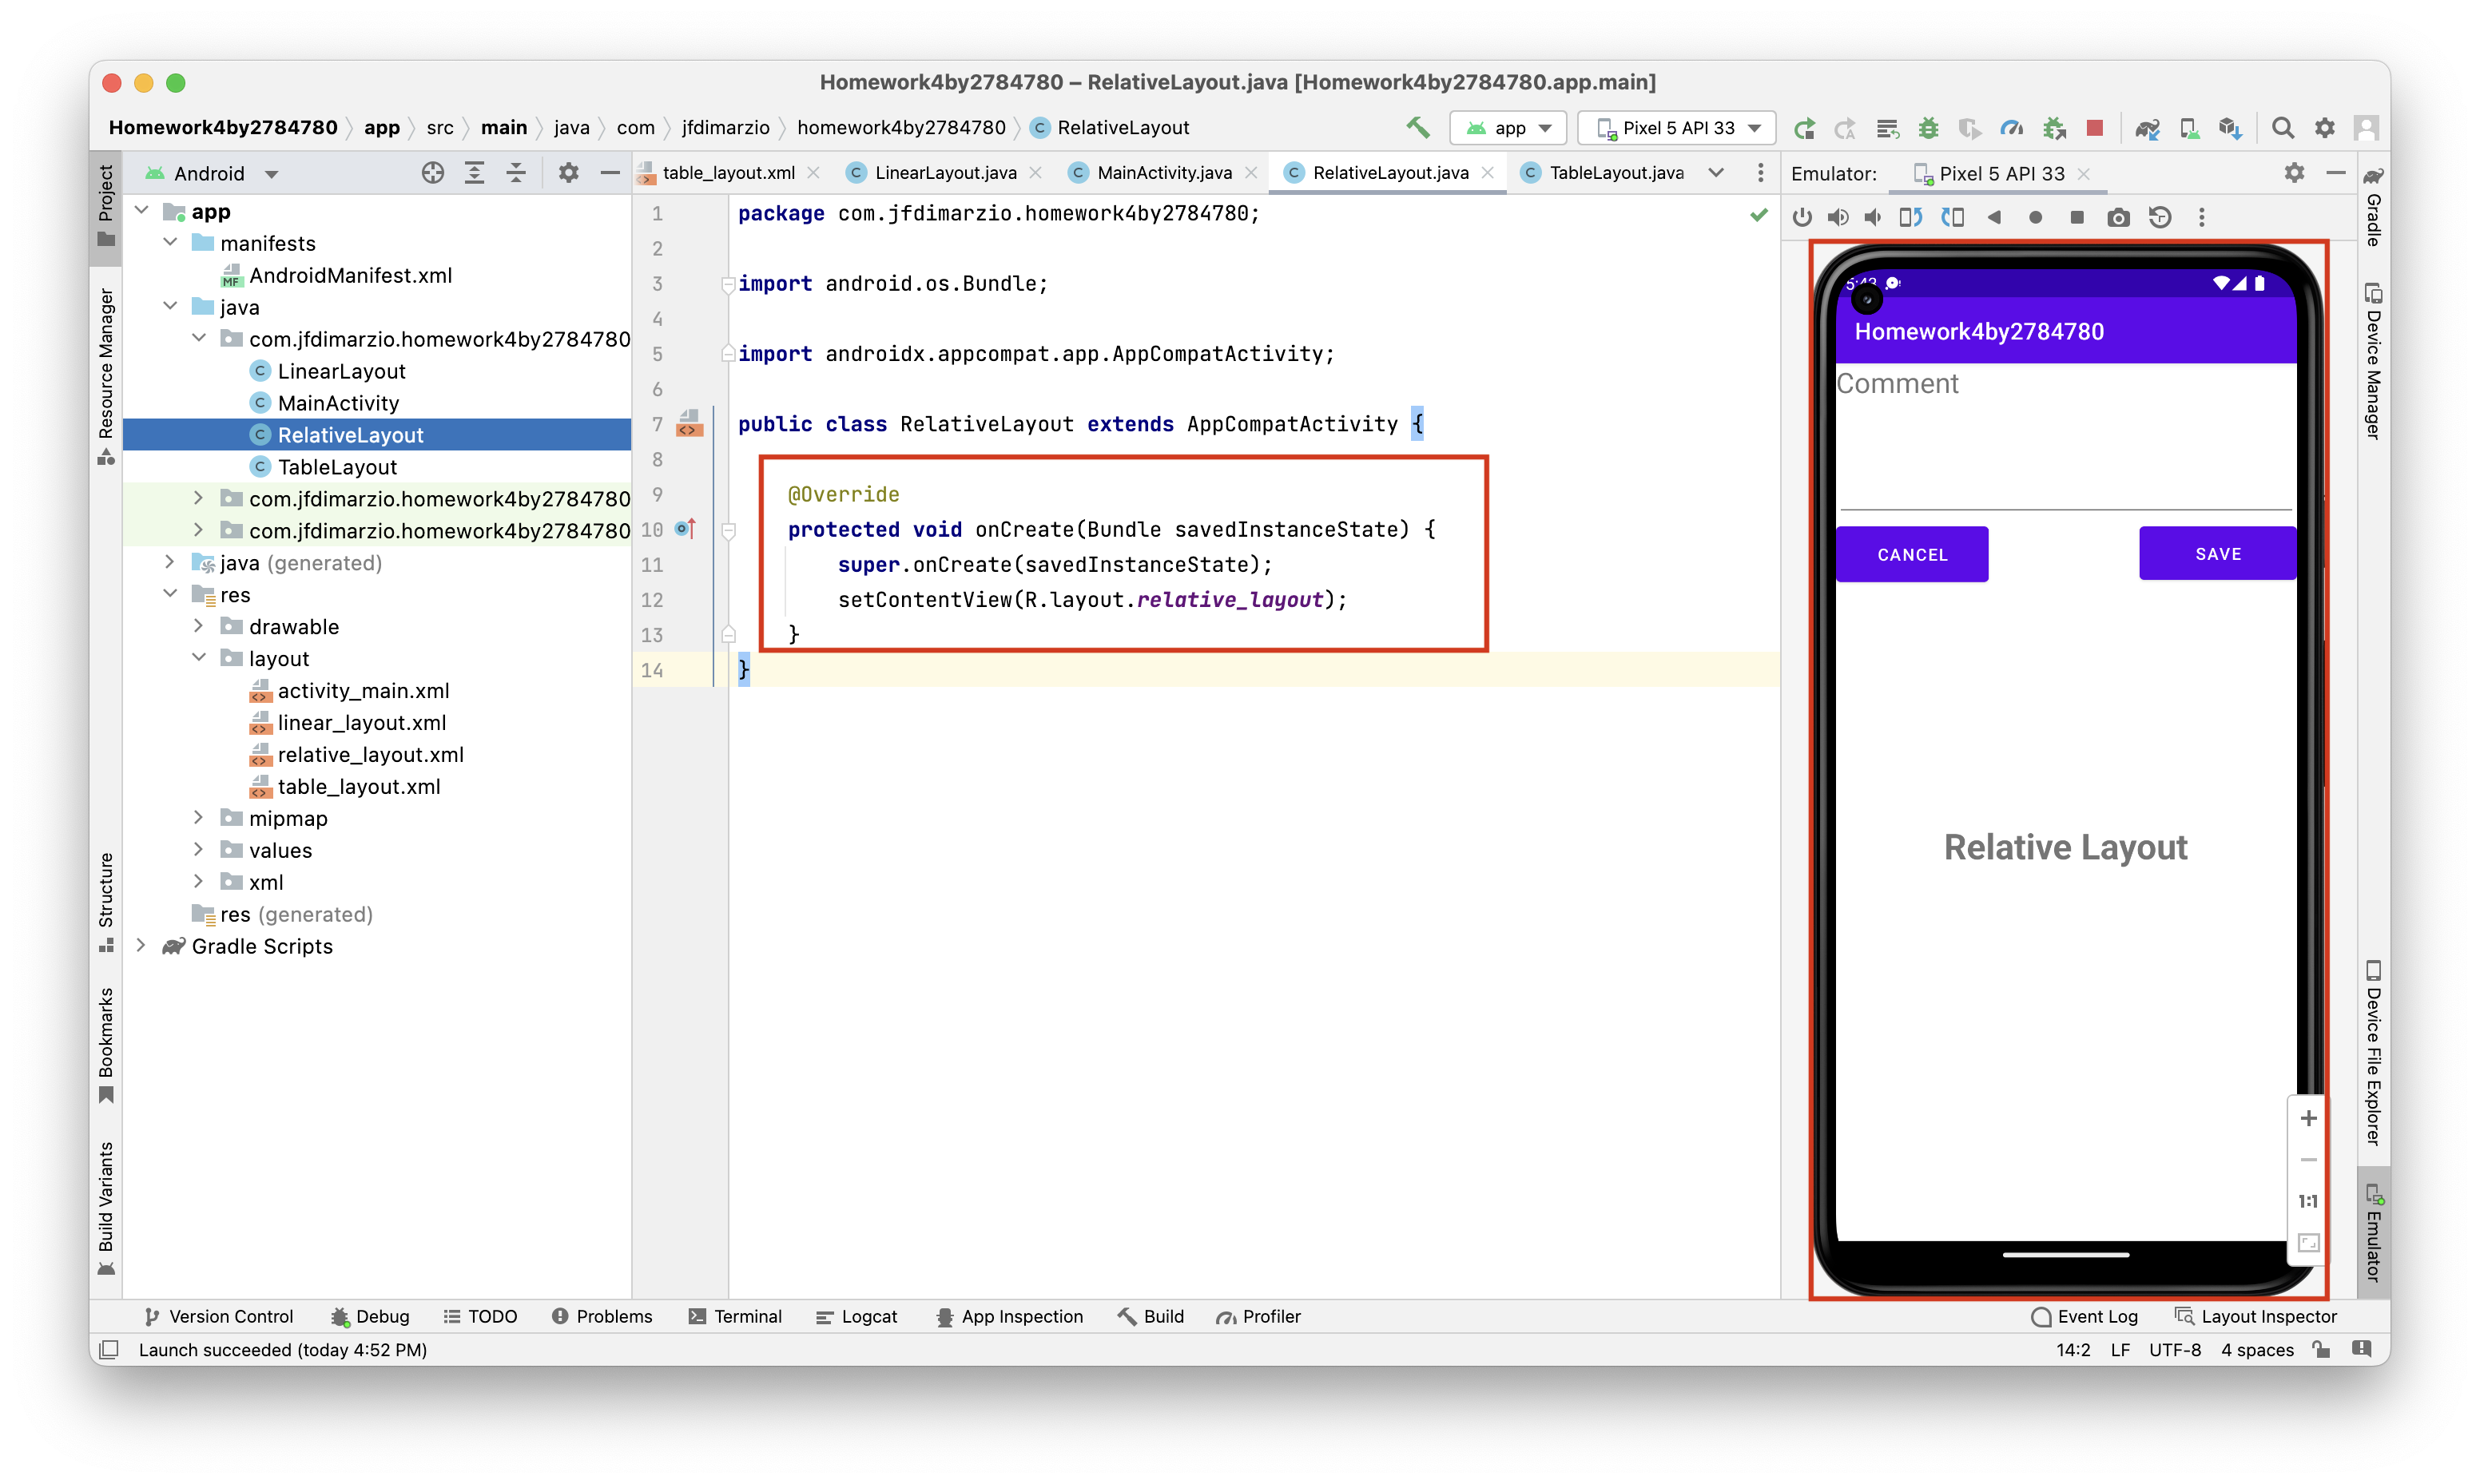 Homework4by2784780 – RelativeLayout.java [Homework4by2784780.app.main]
Homework4by2784780 app src main java com jfdimarzio homework4by2784780 RelativeLayout
app
Pixel 5 API 33
Android
table_layout.xml
LinearLayout.java
MainActivity.java
RelativeLayout.java
TableLayout.java
Emulator:
Pixel 5 API 33
Project
Resource Manager
Structure
Bookmarks
Build Variants
app
manifests
AndroidManifest.xml
java
com.jfdimarzio.homework4by2784780
LinearLayout
MainActivity
RelativeLayout
TableLayout
com.jfdimarzio.homework4by2784780
com.jfdimarzio.homework4by2784780
java (generated)
res
drawable
layout
activity_main.xml
linear_layout.xml
relative_layout.xml
table_layout.xml
mipmap
values
xml
res (generated)
Gradle Scripts
1 package com.jfdimarzio.homework4by2784780;
2
3 import android.os.Bundle;
4
5 import androidx.appcompat.app.AppCompatActivity;
6
7 public class RelativeLayout extends AppCompatActivity {
8
9 @Override
10 protected void onCreate(Bundle savedInstanceState) {
11 super.onCreate(savedInstanceState);
12 setContentView(R.layout.relative_layout);
13 }
14 }
Homework4by2784780
Comment
CANCEL
SAVE
Relative Layout
1:1
Gradle
Device Manager
Device File Explorer
Emulator
Version Control
Debug
TODO
Problems
Terminal
Logcat
App Inspection
Build
Profiler
Event Log
Layout Inspector
Launch succeeded (today 4:52 PM)
14:2 LF UTF-8 4 spaces